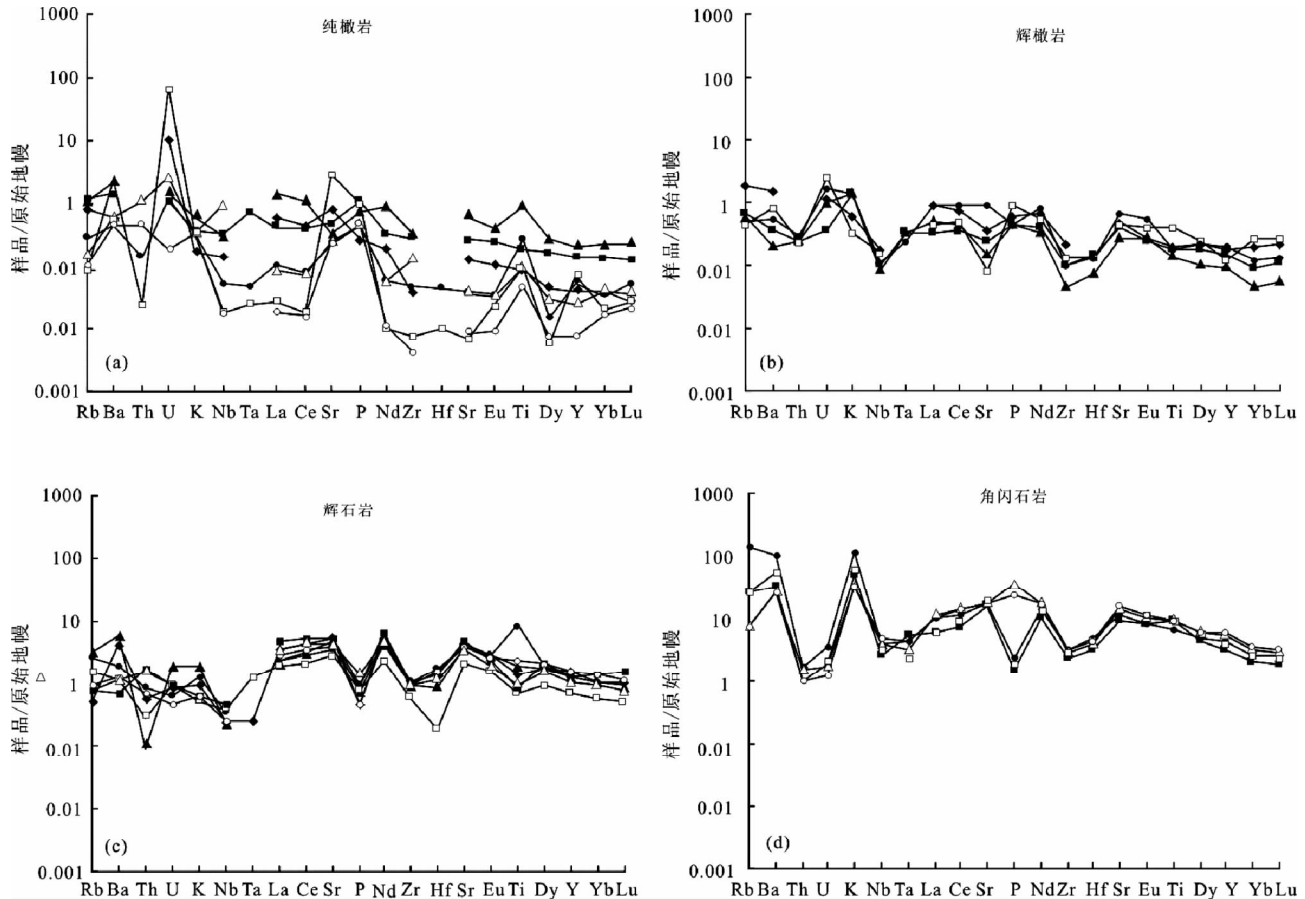 1000
纯橄岩
100
10
1
0.1
0.01
0.001
样品/原始地幔
(a)
Rb Ba Th U K Nb Ta La Ce Sr P Nd Zr Hf Sr Eu Ti Dy Y Yb Lu
1000
辉橄岩
100
10
1
0.1
0.01
0.001
样品/原始地幔
(b)
Rb Ba Th U K Nb Ta La Ce Sr P Nd Zr Hf Sr Eu Ti Dy Y Yb Lu
1000
辉石岩
100
10
1
0.01
0.01
0.001
样品/原始地幔
(c)
Rb Ba Th U K Nb Ta La Ce Sr P Nd Zr Hf Sr Eu Ti Dy Y Yb Lu
1000
角闪石岩
100
10
1
0.01
0.01
0.001
样品/原始地幔
(d)
Rb Ba Th U K Nb Ta La Ce Sr P Nd Zr Hf Sr Eu Ti Dy Y Yb Lu